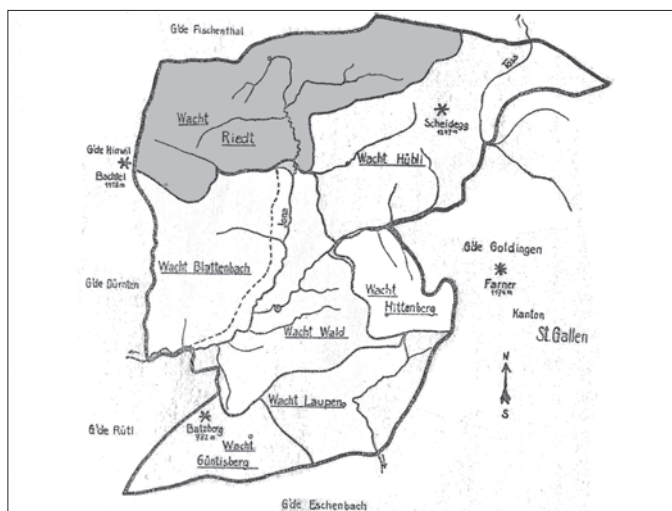 G'de Fischenthal
Töss
Scheidegg
Wacht
Riedt
G'de Hinwil
Bachtel
1115 m
Wacht Hübli
Jona
G'de Goldingen
Farner
Wacht Blattenbach
Wacht
Hittenberg
G'de Dürnten
Kanton
St. Gallen
Wacht Wald
N
S
Wacht Laupen
Batzberg
G'de Rüti
Wacht
Güntisberg
G'de Eschenbach